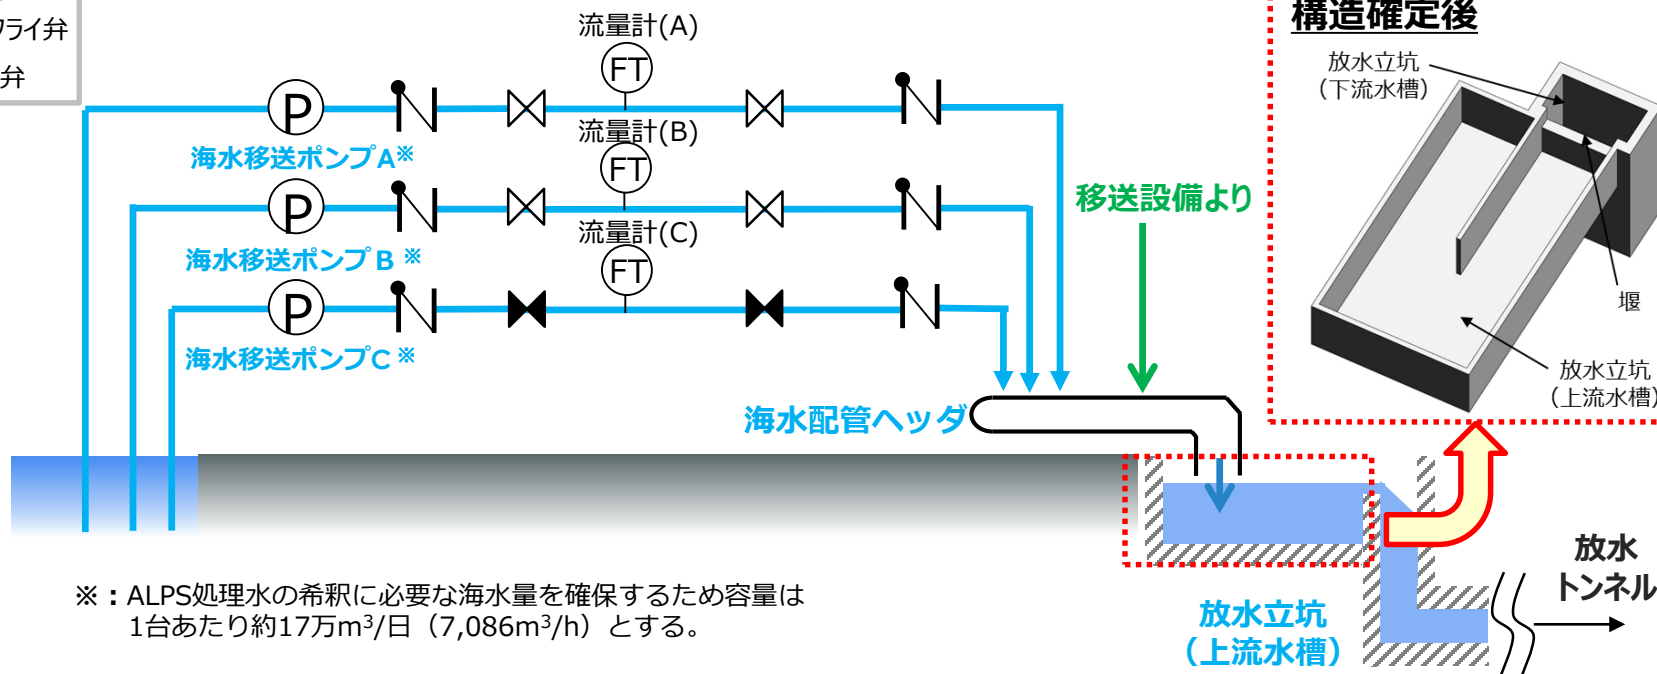 フライ弁
弁
流量計(A)
FT
P
海水移送ポンプA※
流量計(B)
FT
P
海水移送ポンプB※
流量計(C)
FT
P
海水移送ポンプC※
移送設備より
海水配管ヘッダ
構造確定後
放水立坑
（下流水槽）
堰
放水立坑
（上流水槽）
放水立坑
（上流水槽）
放水
トンネル
※：ALPS処理水の希釈に必要な海水量を確保するため容量は
1台あたり約17万m³/日（7,086m³/h）とする。